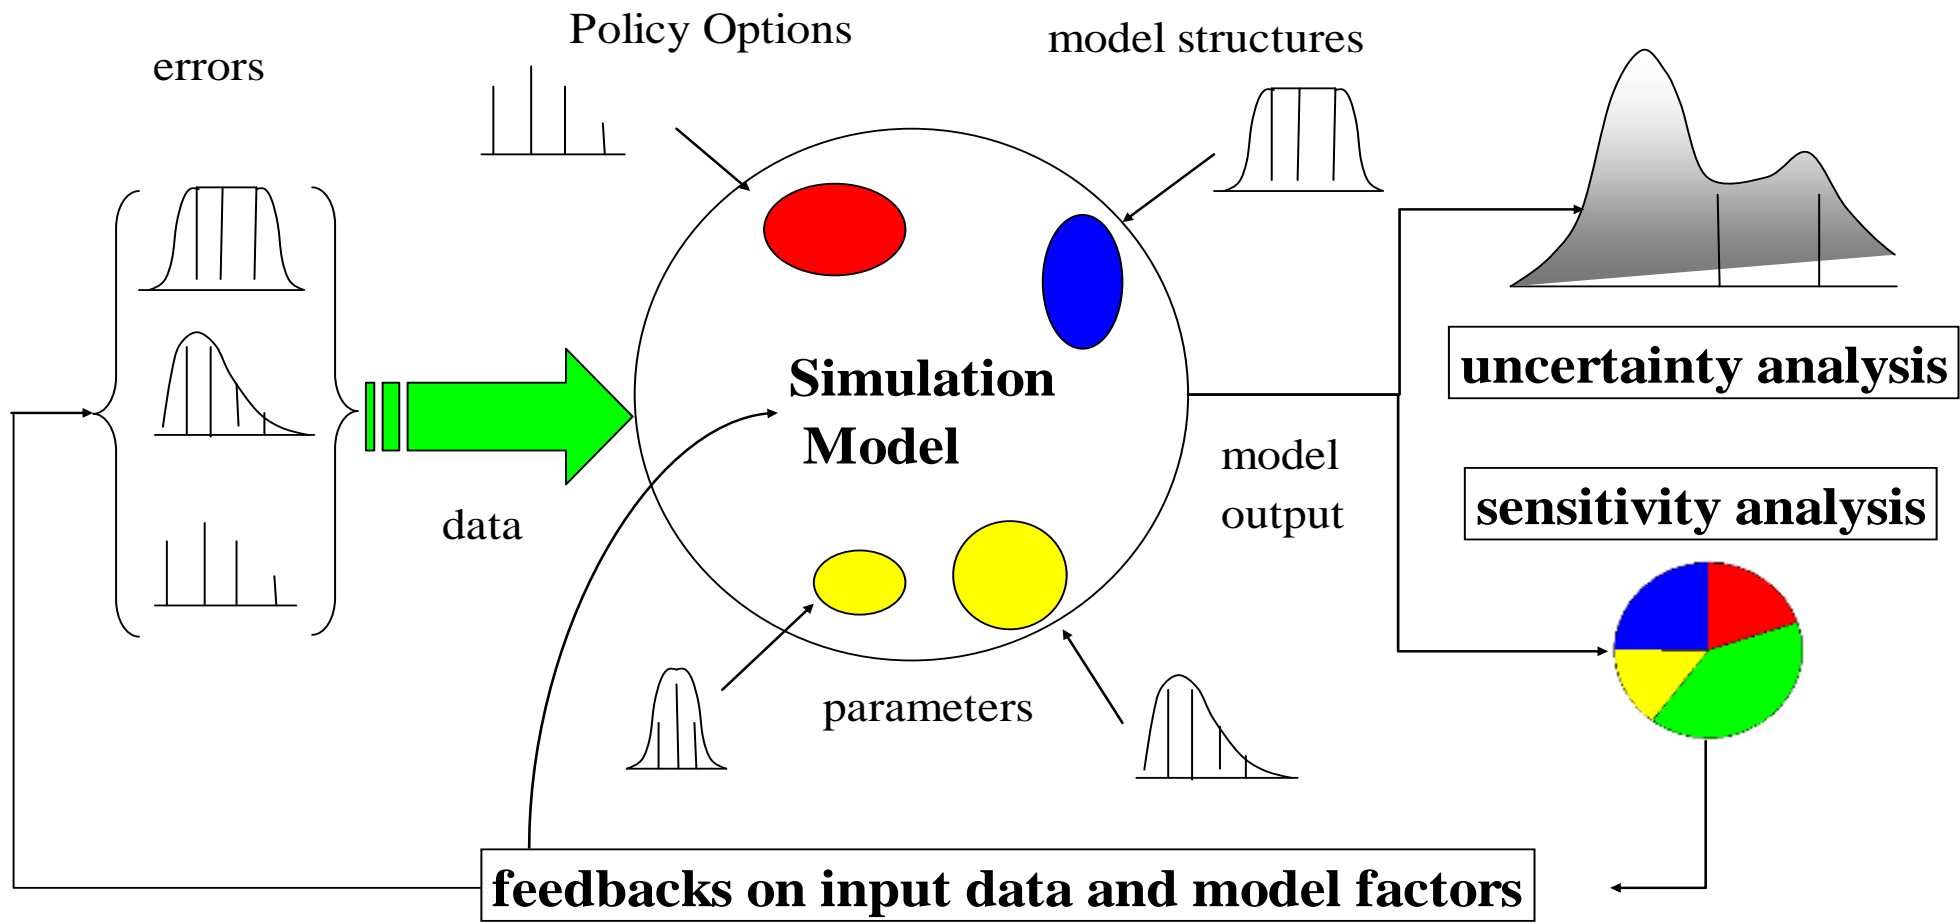 Policy Options
model structures
errors
uncertainty analysis
Simulation
Model
model
output
sensitivity analysis
data
parameters
feedbacks on input data and model factors